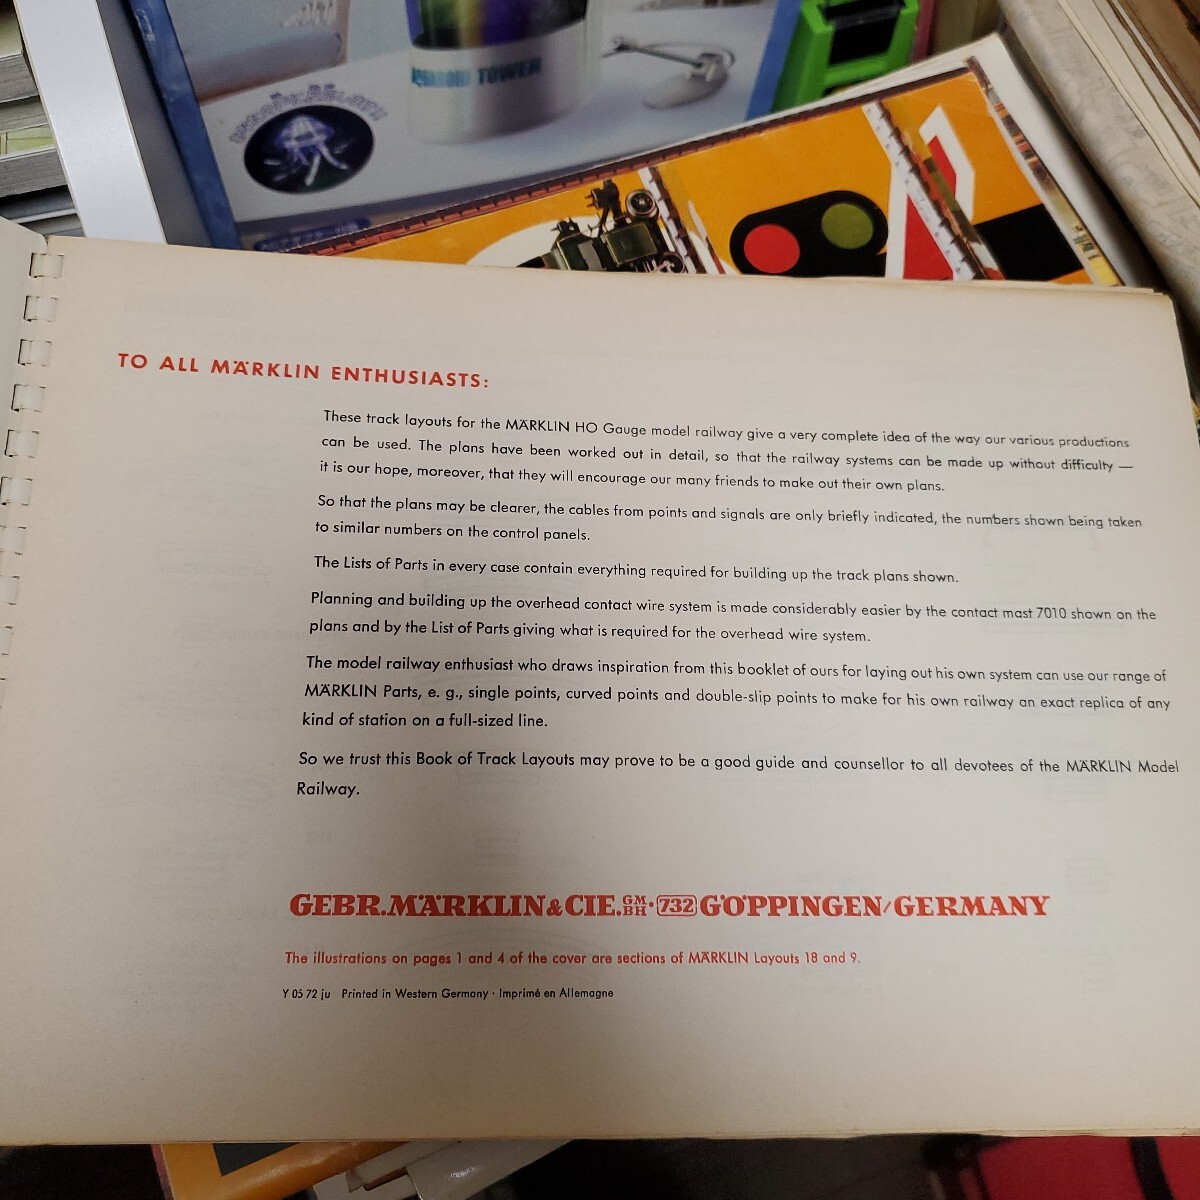 TOWER
TO ALL MÄRKLIN ENTHUSIASTS:
These track layouts for the MÄRKLIN HO Gauge model railway give a very complete idea of the way our various productions
can be used. The plans have been worked out in detail, so that the railway systems can be made up without difficulty —
it is our hope, moreover, that they will encourage our many friends to make out their own plans.
So that the plans may be clearer, the cables from points and signals are only briefly indicated, the numbers shown being taken
to similar numbers on the control panels.
The Lists of Parts in every case contain everything required for building up the track plans shown.
Planning and building up the overhead contact wire system is made considerably easier by the contact mast 7010 shown on the
plans and by the List of Parts giving what is required for the overhead wire system.
The model railway enthusiast who draws inspiration from this booklet of ours for laying out his own system can use our range of
MÄRKLIN Parts, e. g., single points, curved points and double-slip points to make for his own railway an exact replica of any
kind of station on a full-sized line.
So we trust this Book of Track Layouts may prove to be a good guide and counsellor to all devotees of the MÄRKLIN Model
Railway.
GEBR.MÄRKLIN&CIE.GMBH·732 GÖPPINGEN/GERMANY
The illustrations on pages 1 and 4 of the cover are sections of MÄRKLIN Layouts 18 and 9.
Y 05 72 ju Printed in Western Germany · Imprimé en Allemagne